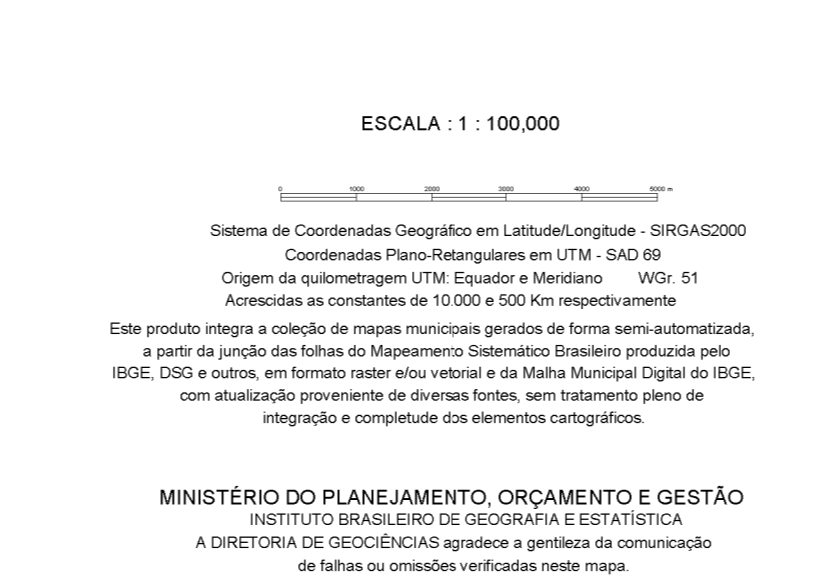 ESCALA : 1 : 100,000
0 1000 2000 3000 4000 5000 m
Sistema de Coordenadas Geográfico em Latitude/Longitude - SIRGAS2000
Coordenadas Plano-Retangulares em UTM - SAD 69
Origem da quilometragem UTM: Equador e Meridiano WGr. 51
Acrescidas as constantes de 10.000 e 500 Km respectivamente
Este produto integra a coleção de mapas municipais gerados de forma semi-automatizada,
a partir da junção das folhas do Mapeamento Sistemático Brasileiro produzida pelo
IBGE, DSG e outros, em formato raster e/ou vetorial e da Malha Municipal Digital do IBGE,
com atualização proveniente de diversas fontes, sem tratamento pleno de
integração e completude dos elementos cartográficos.
MINISTÉRIO DO PLANEJAMENTO, ORÇAMENTO E GESTÃO
INSTITUTO BRASILEIRO DE GEOGRAFIA E ESTATÍSTICA
A DIRETORIA DE GEOCIÊNCIAS agradece a gentileza da comunicação
de falhas ou omissões verificadas neste mapa.